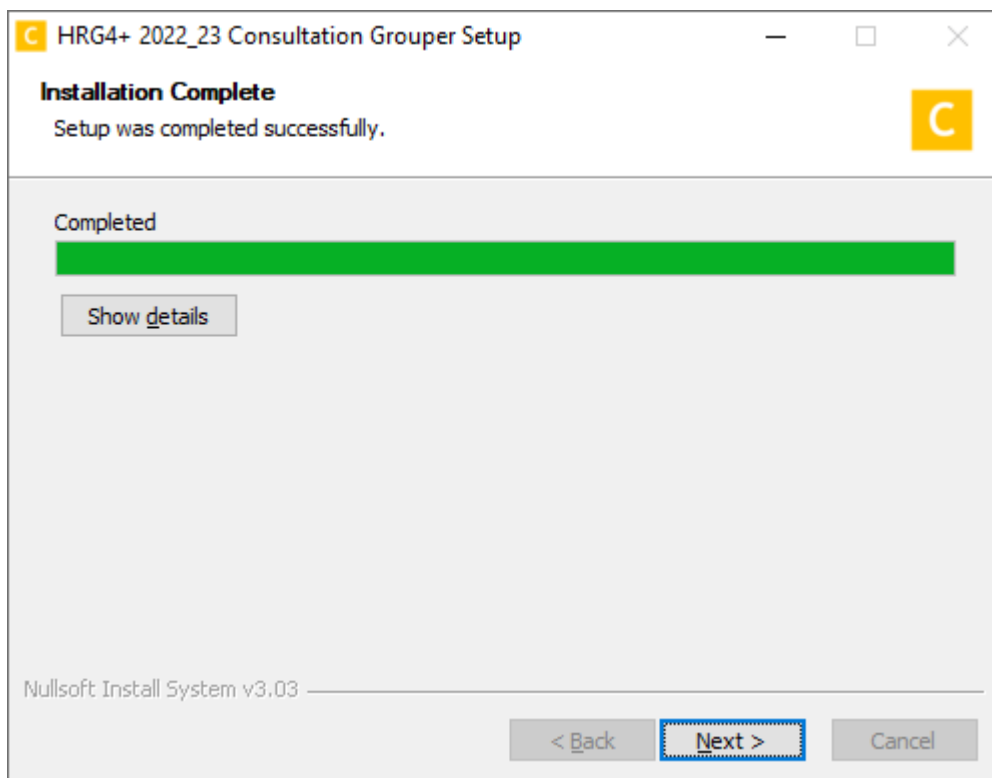 C HRG4+ 2022_23 Consultation Grouper Setup
Installation Complete
Setup was completed successfully.
C
Completed
Show details
Nullsoft Install System v3.03
< Back Next > Cancel